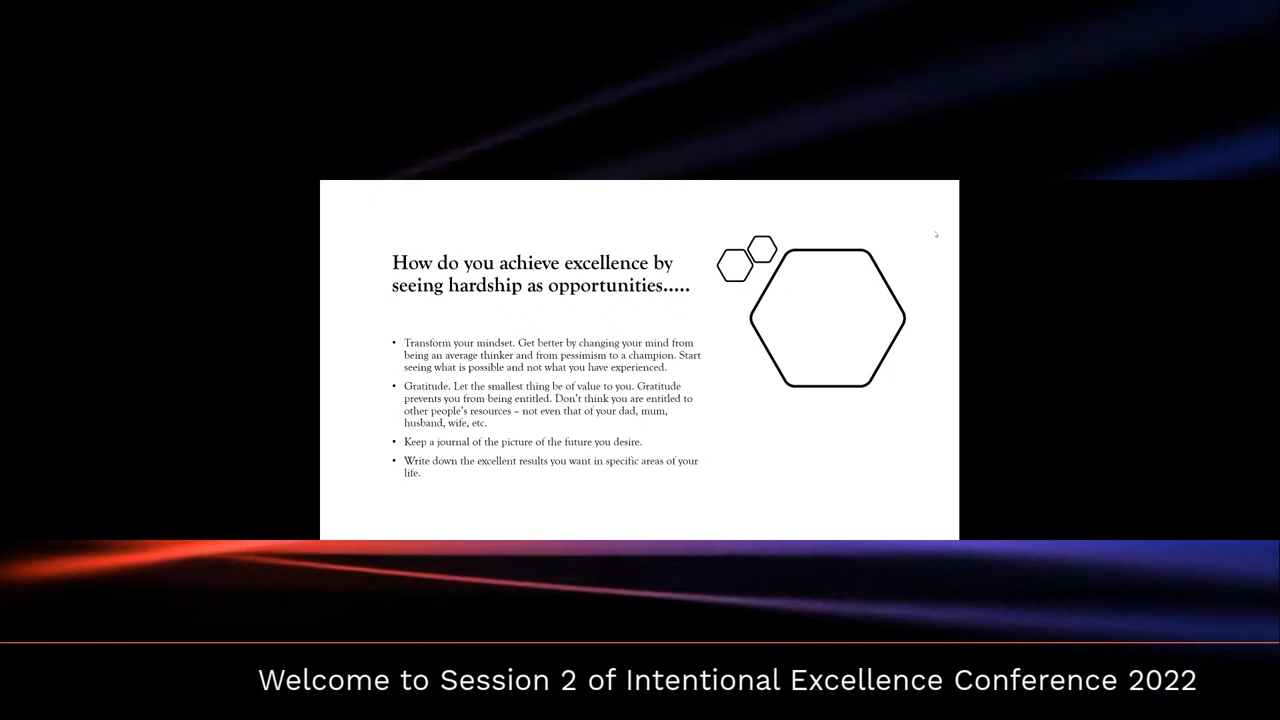 How do you achieve excellence by
seeing hardship as opportunities.....
• Transform your mindset. Get better by changing your mind from
being an average thinker and from pessimism to a champion. Start
seeing what is possible and not what you have experienced.
• Gratitude. Let the smallest thing be of value to you. Gratitude
prevents you from being entitled. Don't think you are entitled to
other people's resources – not even that of your dad, mum,
husband, wife, etc.
• Keep a journal of the picture of the future you desire.
• Write down the excellent results you want in specific areas of your
life.
Welcome to Session 2 of Intentional Excellence Conference 2022